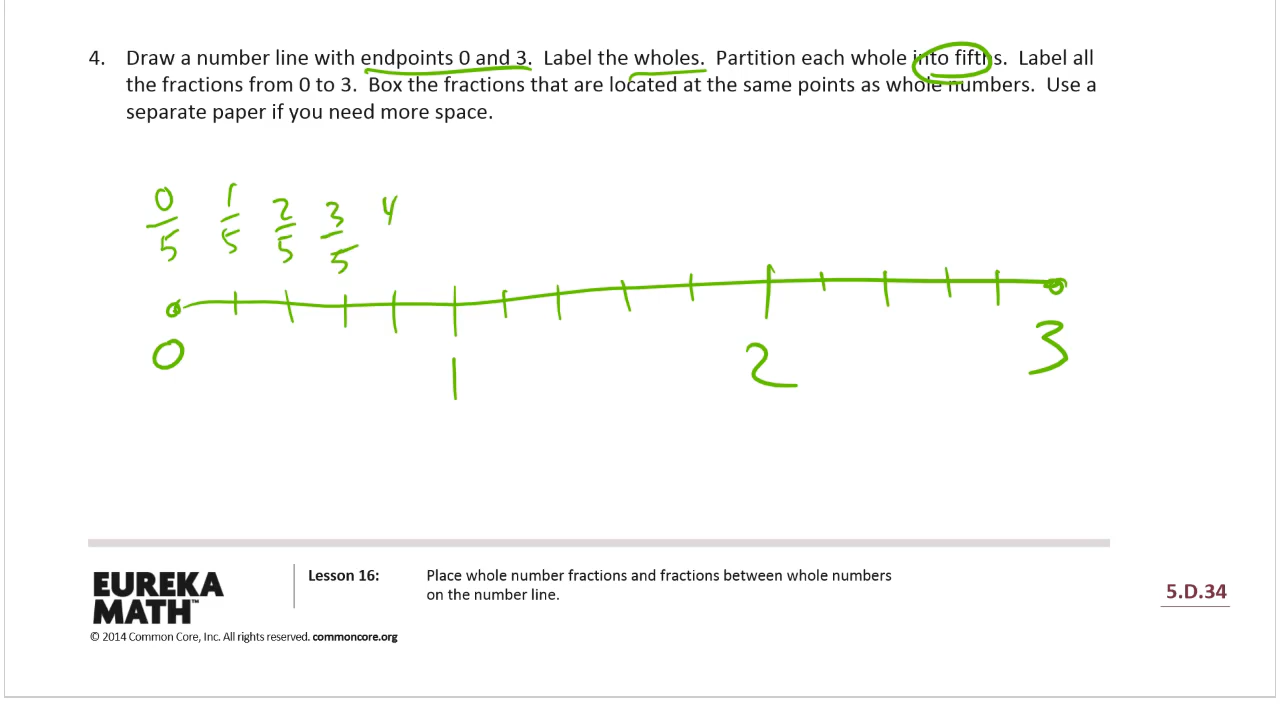 4. Draw a number line with endpoints 0 and 3. Label the wholes. Partition each whole into fifths. Label all
the fractions from 0 to 3. Box the fractions that are located at the same points as whole numbers. Use a
separate paper if you need more space.
0/5 1/5 2/5 3/5 4
0 1 2 3
EUREKA
MATH™
Lesson 16: Place whole number fractions and fractions between whole numbers
on the number line.
5.D.34
© 2014 Common Core, Inc. All rights reserved. commoncore.org